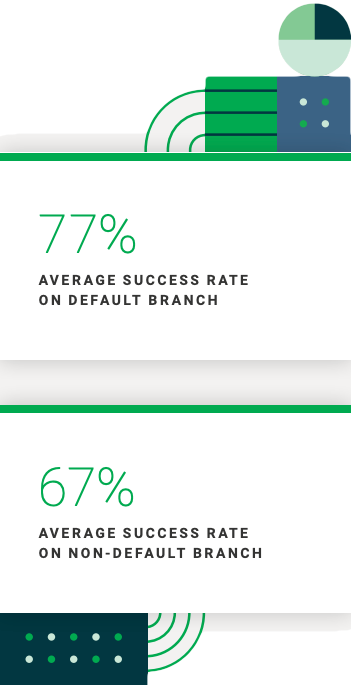 77%
AVERAGE SUCCESS RATE
ON DEFAULT BRANCH
67%
AVERAGE SUCCESS RATE
ON NON-DEFAULT BRANCH